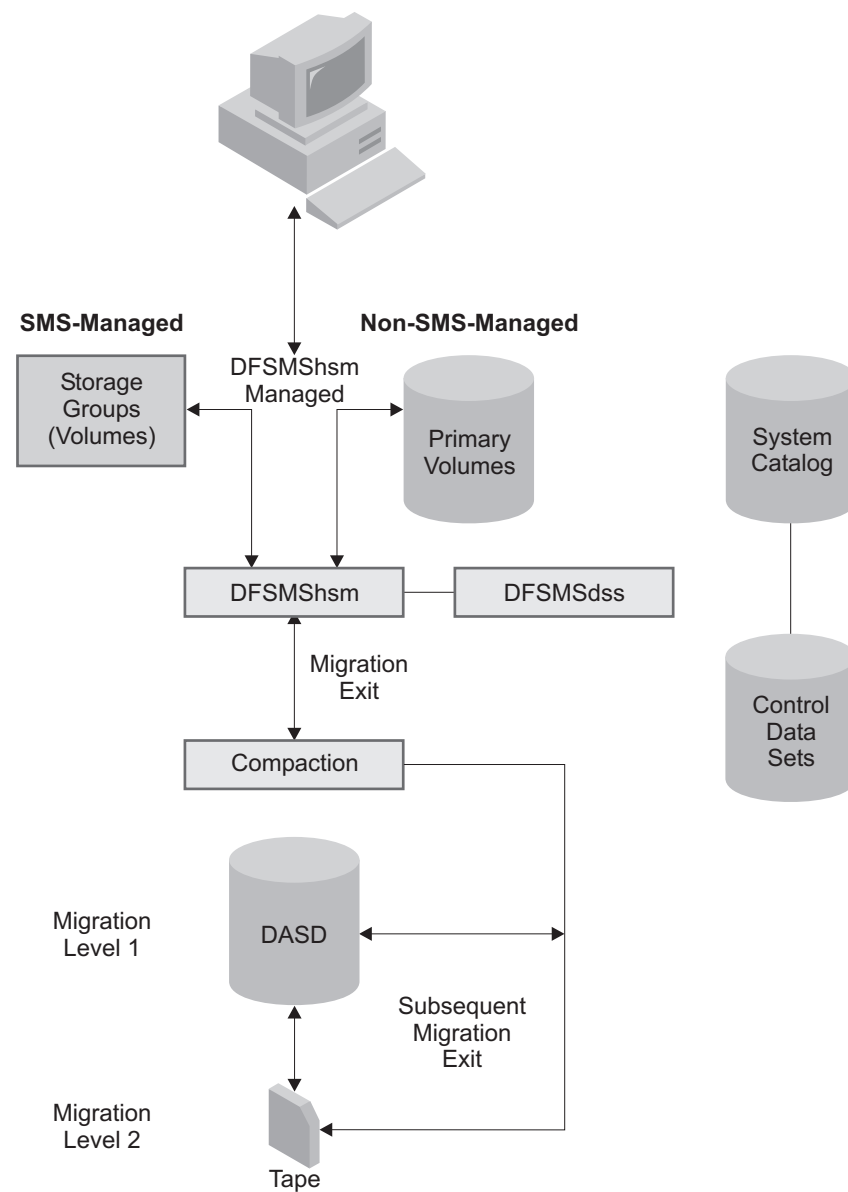 SMS-Managed
Non-SMS-Managed
DFSMShsm
Managed
Storage
Groups
(Volumes)
Primary
Volumes
System
Catalog
DFSMShsm
DFSMSdss
Migration
Exit
Control
Data
Sets
Compaction
Migration
Level 1
DASD
Subsequent
Migration
Exit
Migration
Level 2
Tape